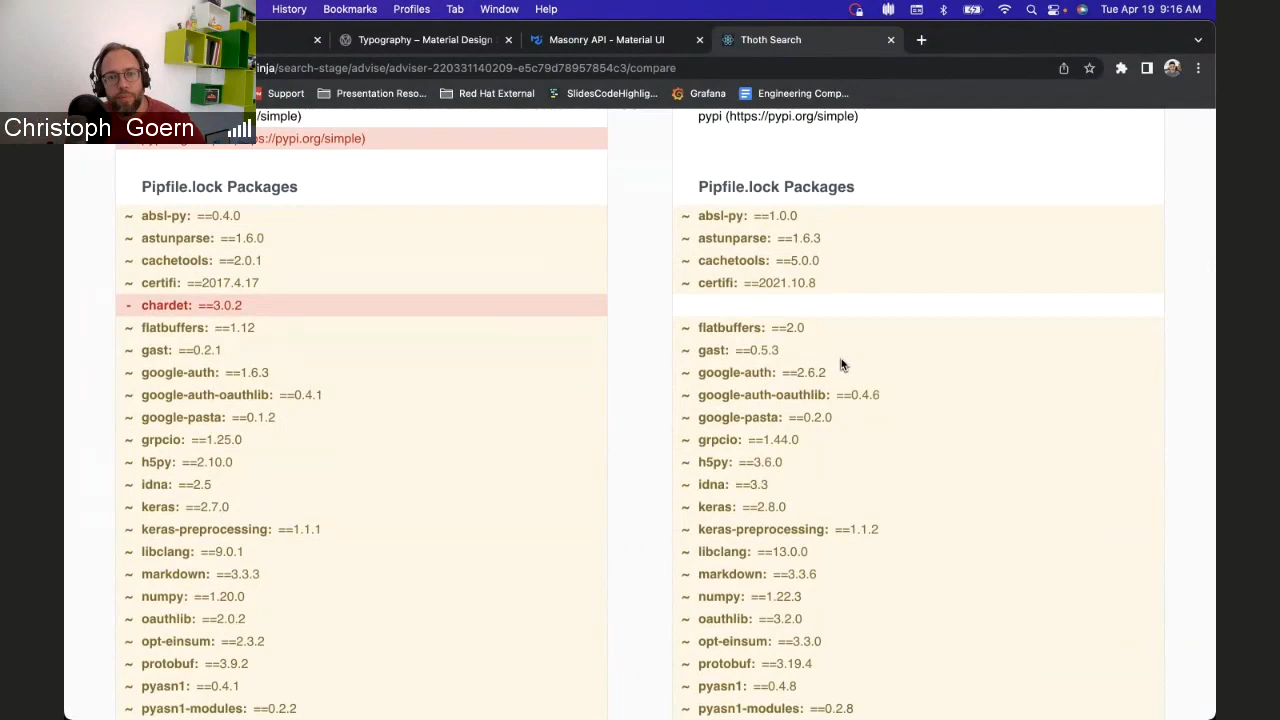 History Bookmarks Profiles Tab Window Help Tue Apr 19 9:16 AM
Typography – Material Design Masonry API - Material UI Thoth Search
inja/search-stage/advise/adviser-220331140209-e5c79d78957854c3/compare
Support Presentation Reso... Red Hat External SlidesCodeHighlig... Grafana Engineering Comp...
Christoph Goern
/simple)
pypi (https://pypi.org/simple)
ps://pypi.org/simple)
Pipfile.lock Packages
~ absl-py: ==0.4.0
~ astunparse: ==1.6.0
~ cachetools: ==2.0.1
~ certifi: ==2017.4.17
- chardet: ==3.0.2
~ flatbuffers: ==1.12
~ gast: ==0.2.1
~ google-auth: ==1.6.3
~ google-auth-oauthlib: ==0.4.1
~ google-pasta: ==0.1.2
~ grpcio: ==1.25.0
~ h5py: ==2.10.0
~ idna: ==2.5
~ keras: ==2.7.0
~ keras-preprocessing: ==1.1.1
~ libclang: ==9.0.1
~ markdown: ==3.3.3
~ numpy: ==1.20.0
~ oauthlib: ==2.0.2
~ opt-einsum: ==2.3.2
~ protobuf: ==3.9.2
~ pyasn1: ==0.4.1
~ pyasn1-modules: ==0.2.2
Pipfile.lock Packages
~ absl-py: ==1.0.0
~ astunparse: ==1.6.3
~ cachetools: ==5.0.0
~ certifi: ==2021.10.8
~ flatbuffers: ==2.0
~ gast: ==0.5.3
~ google-auth: ==2.6.2
~ google-auth-oauthlib: ==0.4.6
~ google-pasta: ==0.2.0
~ grpcio: ==1.44.0
~ h5py: ==3.6.0
~ idna: ==3.3
~ keras: ==2.8.0
~ keras-preprocessing: ==1.1.2
~ libclang: ==13.0.0
~ markdown: ==3.3.6
~ numpy: ==1.22.3
~ oauthlib: ==3.2.0
~ opt-einsum: ==3.3.0
~ protobuf: ==3.19.4
~ pyasn1: ==0.4.8
~ pyasn1-modules: ==0.2.8